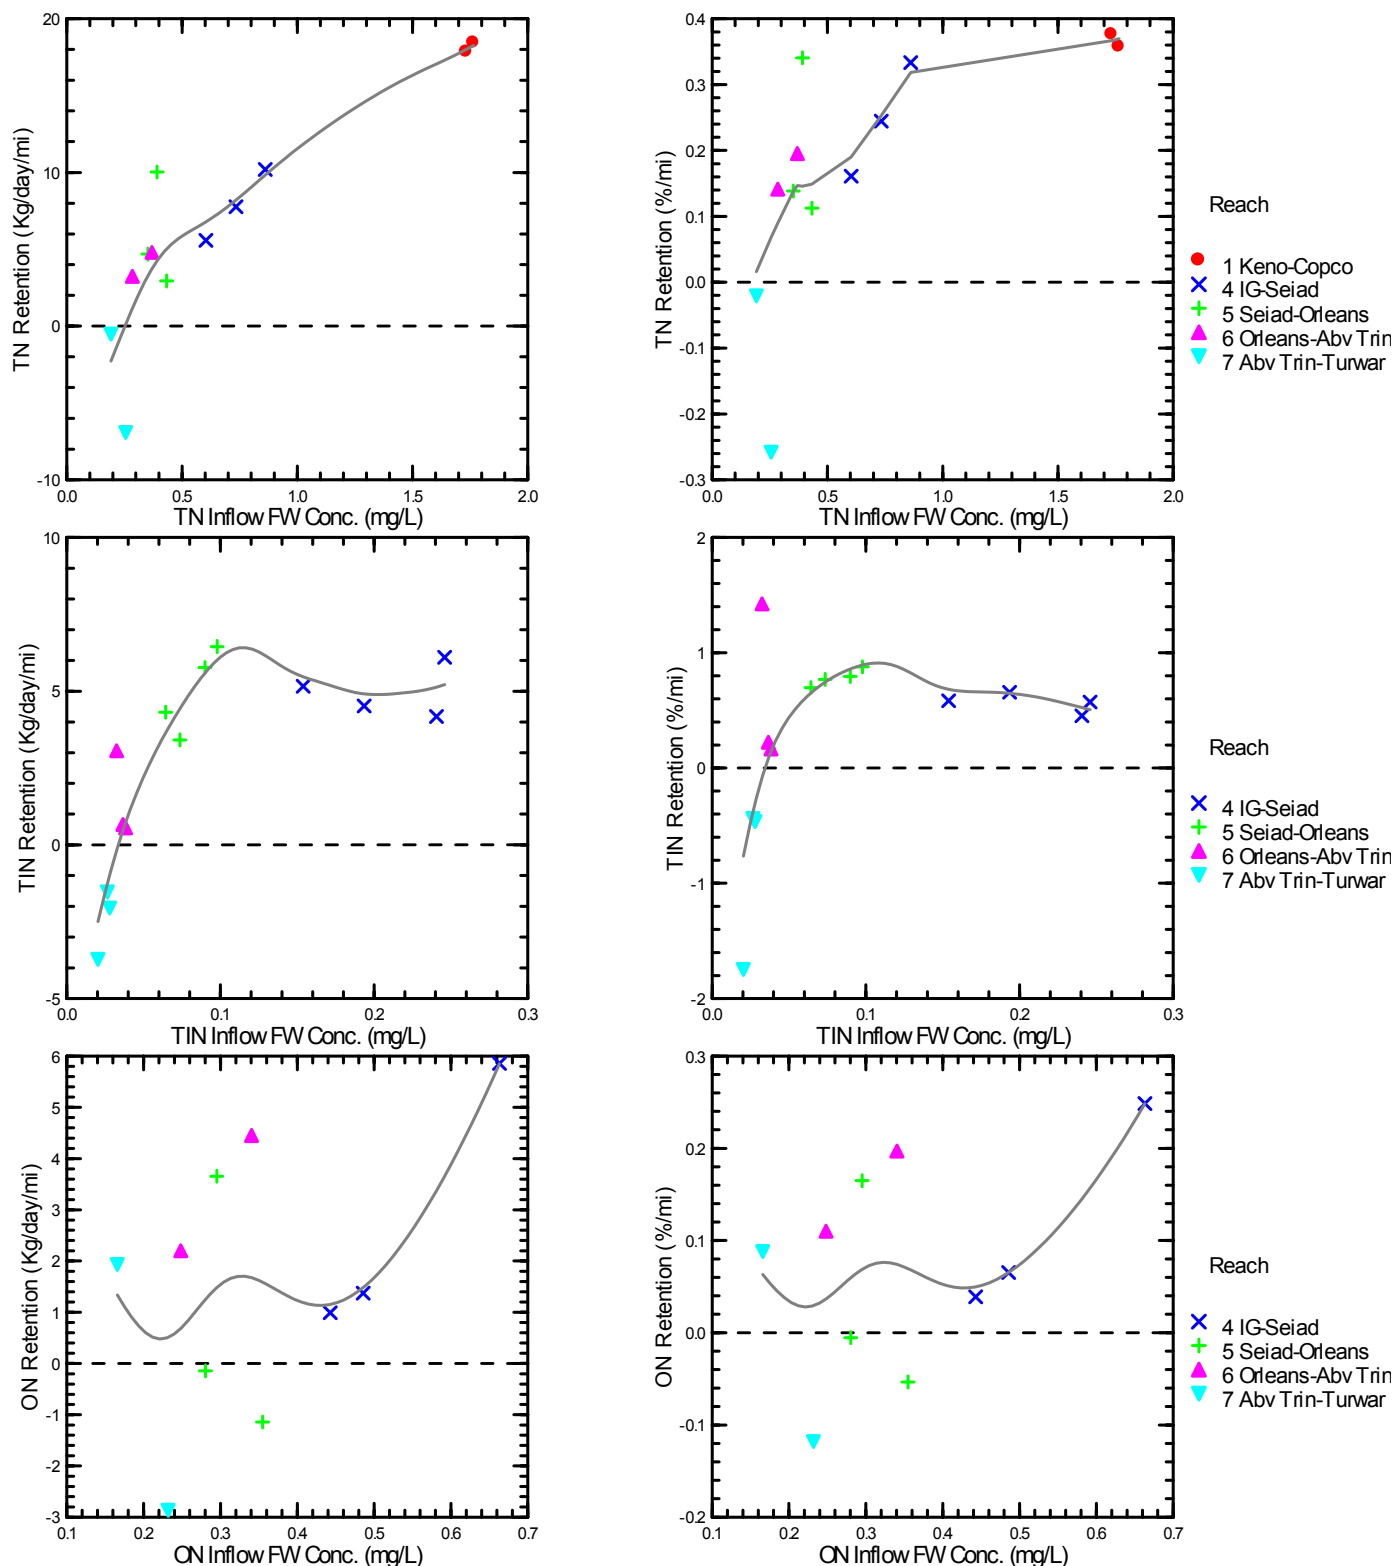 20
10
0
-10
TN Retention (Kg/day/mi)
0.0 0.5 1.0 1.5 2.0
TN Inflow FW Conc. (mg/L)
0.4
0.3
0.2
0.1
0.0
-0.1
-0.2
-0.3
TN Retention (%/mi)
0.0 0.5 1.0 1.5 2.0
TN Inflow FW Conc. (mg/L)
Reach
1 Keno-Copco
4 IG-Seiad
5 Seiad-Orleans
6 Orleans-Abv Trin
7 Abv Trin-Turwar
10
5
0
-5
TIN Retention (Kg/day/mi)
0.0 0.1 0.2 0.3
TIN Inflow FW Conc. (mg/L)
2
1
0
-1
-2
TIN Retention (%/mi)
0.0 0.1 0.2 0.3
TIN Inflow FW Conc. (mg/L)
Reach
4 IG-Seiad
5 Seiad-Orleans
6 Orleans-Abv Trin
7 Abv Trin-Turwar
6
5
4
3
2
1
0
-1
-2
-3
ON Retention (Kg/day/mi)
0.1 0.2 0.3 0.4 0.5 0.6 0.7
ON Inflow FW Conc. (mg/L)
0.3
0.2
0.1
0.0
-0.1
-0.2
ON Retention (%/mi)
0.1 0.2 0.3 0.4 0.5 0.6 0.7
ON Inflow FW Conc. (mg/L)
Reach
4 IG-Seiad
5 Seiad-Orleans
6 Orleans-Abv Trin
7 Abv Trin-Turwar